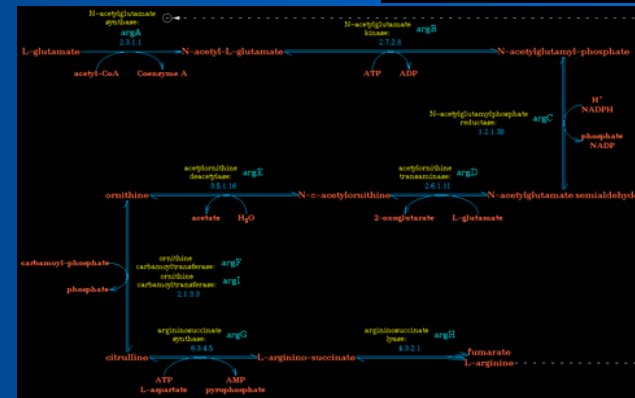 N-acetylglutamate
synthase:
argA
2.3.1.1
N-acetylglutamate
kinase:
argB
2.7.2.8
L-glutamate
N-acetyl-L-glutamate
N-acetylglutamyl-phosphate
acetyl-CoA
Coenzyme A
ATP
ADP
N-acetylglutamylphosphate
reductase:
argC
1.2.1.38
H+
NADPH
phosphate
NADP
acetylornithine
deacetylase:
argE
3.5.1.16
acetylornithine
transaminase:
argD
2.6.1.11
ornithine
N-α-acetylornithine
N-acetylglutamate semialdehyde
acetate
H2O
2-oxoglutarate
L-glutamate
carbamoyl-phosphate
phosphate
ornithine
carbamoyltransferase:
argF
ornithine
carbamoyltransferase:
argI
2.1.3.3
argininosuccinate
synthase:
argG
6.3.4.5
argininosuccinate
lyase:
argH
4.3.2.1
citrulline
L-arginino-succinate
fumarate
L-arginine
ATP
L-aspartate
AMP
pyrophosphate